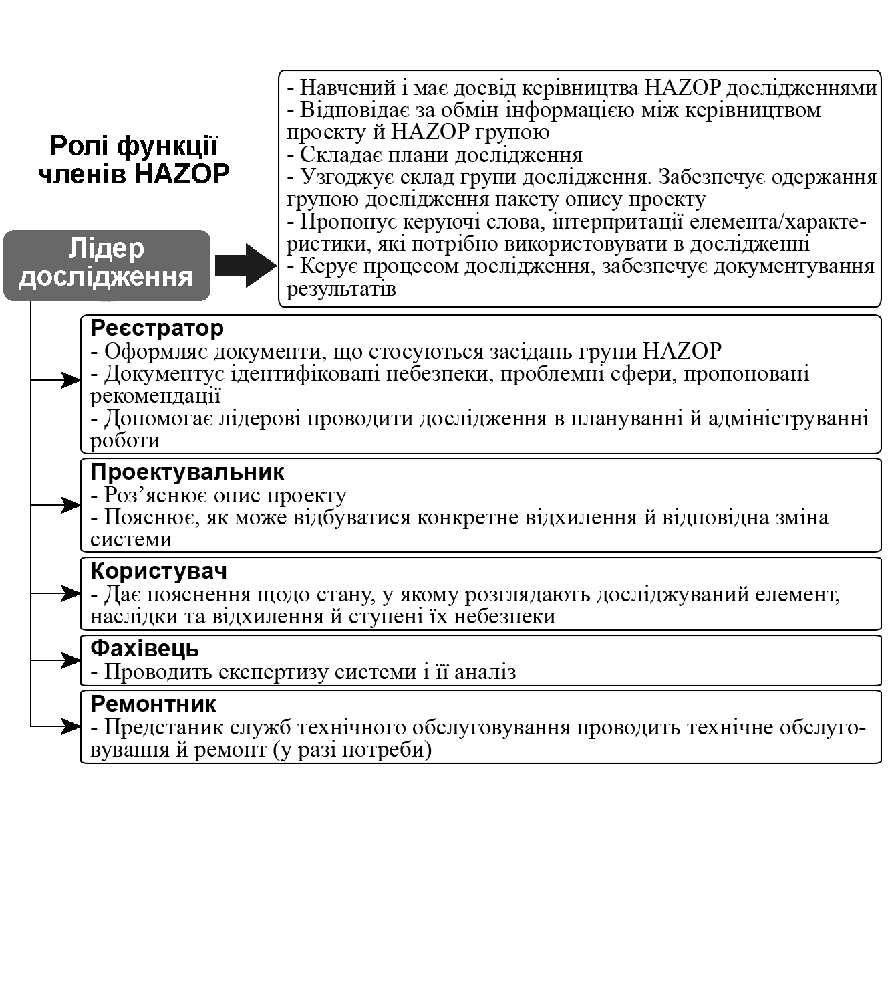 Ролі функції
членів HAZOP
Лідер
дослідження
- Навчений і має досвід керівництва HAZOP дослідженнями
- Відповідає за обмін інформацією між керівництвом
проекту й HAZOP групою
- Складає плани дослідження
- Узгоджує склад групи дослідження. Забезпечує одержання
групою дослідження пакету опису проекту
- Пропонує керуючі слова, інтерпритації елемента/характе-
ристики, які потрібно використовувати в дослідженні
- Керує процесом дослідження, забезпечує документування
результатів
Реєстратор
- Оформляє документи, що стосуються засідань групи HAZOP
- Документує ідентифіковані небезпеки, проблемні сфери, пропоновані
рекомендації
- Допомогає лідерові проводити дослідження в плануванні й адмініструванні
роботи
Проектувальник
- Роз’яснює опис проекту
- Пояснює, як може відбуватися конкретне відхилення й відповідна зміна
системи
Користувач
- Дає пояснення щодо стану, у якому розглядають досліджуваний елемент,
наслідки та відхилення й ступені їх небезпеки
Фахівець
- Проводить експертизу системи і її аналіз
Ремонтник
- Предстаник служб технічного обслуговування проводить технічне обслуго-
вування й ремонт (у разі потреби)